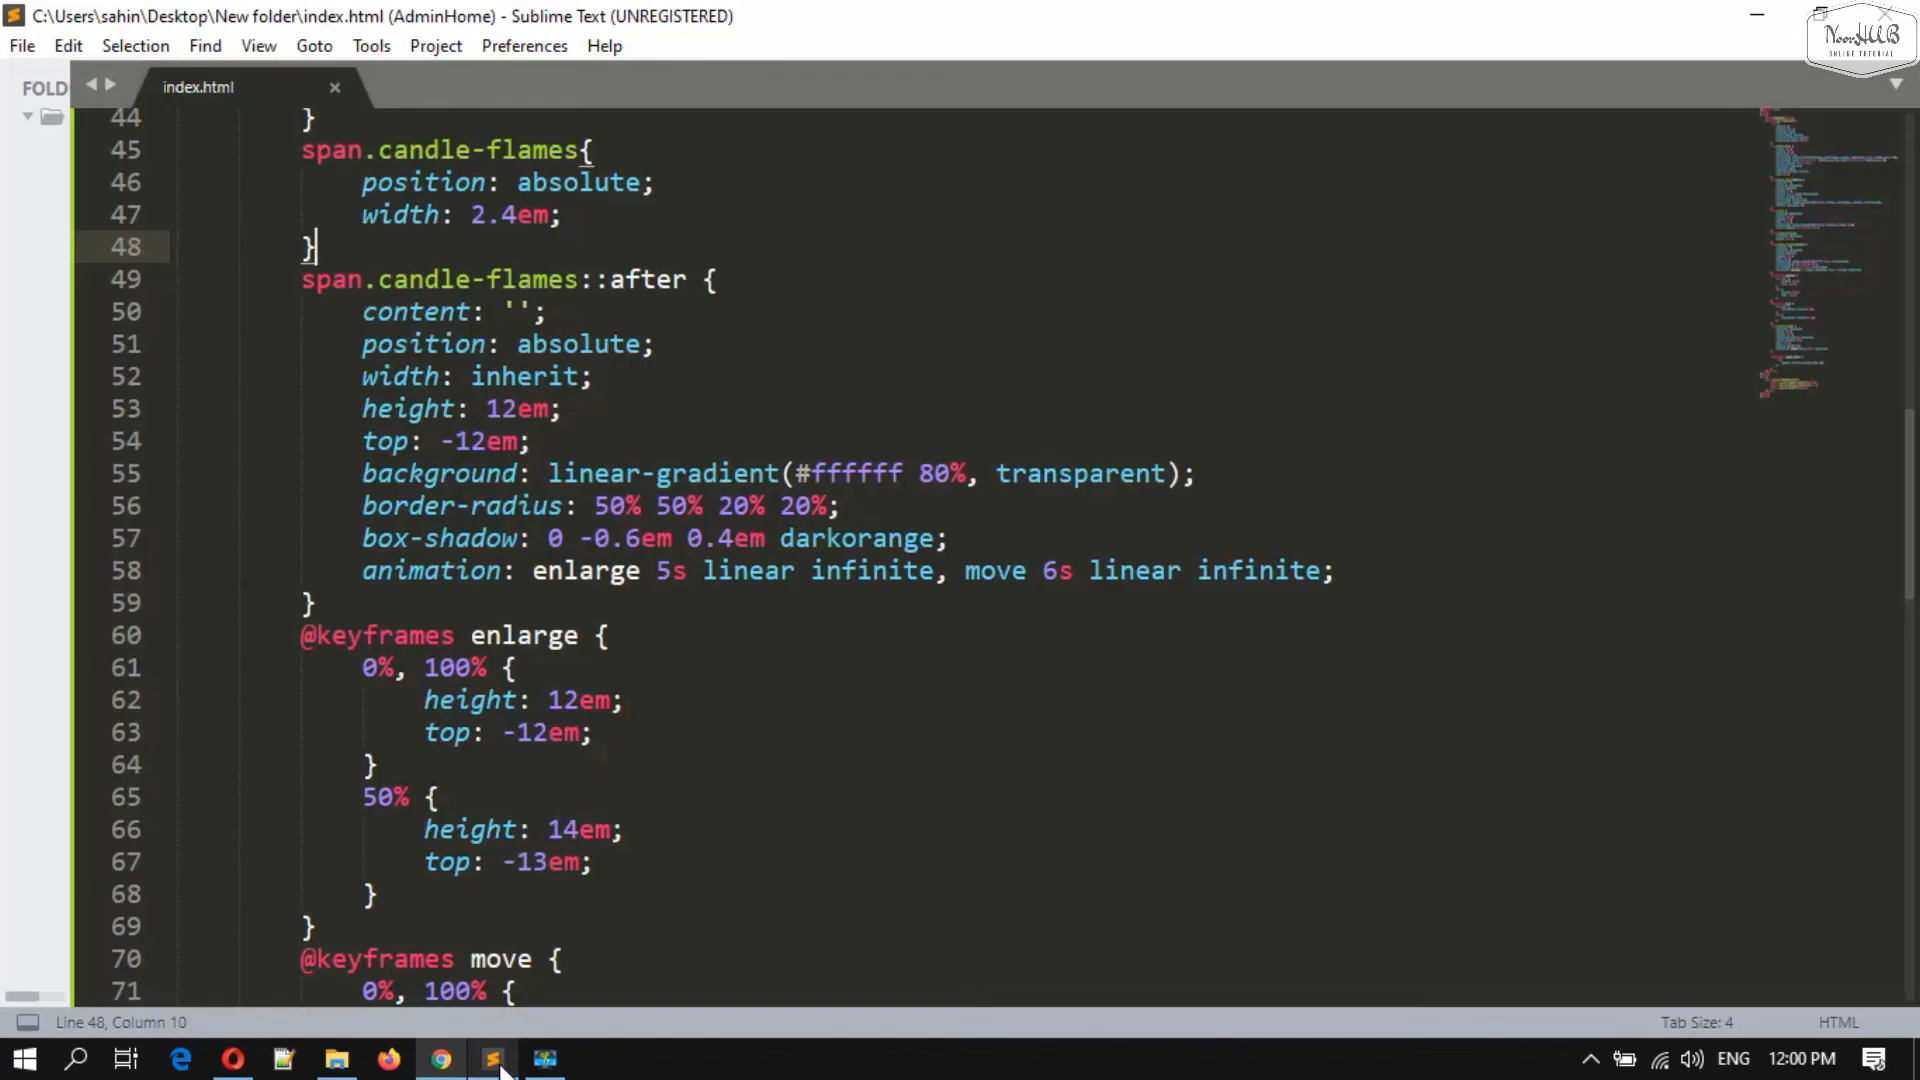 C:\Users\sahin\Desktop\New folder\index.html (AdminHome) - Sublime Text (UNREGISTERED)
NoorHUB
ONLINE TUTORIAL
File Edit Selection Find View Goto Tools Project Preferences Help
FOLD
index.html
44 }
45 span.candle-flames{
46 position: absolute;
47 width: 2.4em;
48 }
49 span.candle-flames::after {
50 content: '';
51 position: absolute;
52 width: inherit;
53 height: 12em;
54 top: -12em;
55 background: linear-gradient(#ffffff 80%, transparent);
56 border-radius: 50% 50% 20% 20%;
57 box-shadow: 0 -0.6em 0.4em darkorange;
58 animation: enlarge 5s linear infinite, move 6s linear infinite;
59 }
60 @keyframes enlarge {
61 0%, 100% {
62 height: 12em;
63 top: -12em;
64 }
65 50% {
66 height: 14em;
67 top: -13em;
68 }
69 }
70 @keyframes move {
71 0%, 100% {
Line 48, Column 10
Tab Size: 4
HTML
ENG
12:00 PM